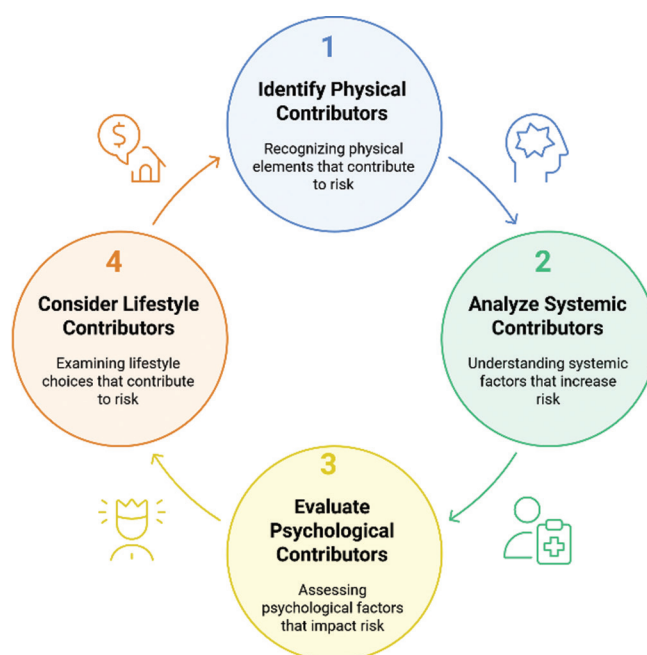 1
Identify Physical
Contributors
Recognizing physical
elements that contribute
to risk
$
4
Consider Lifestyle
Contributors
Examining lifestyle
choices that contribute
to risk
2
Analyze Systemic
Contributors
Understanding systemic
factors that increase
risk
3
Evaluate
Psychological
Contributors
Assessing
psychological factors
that impact risk